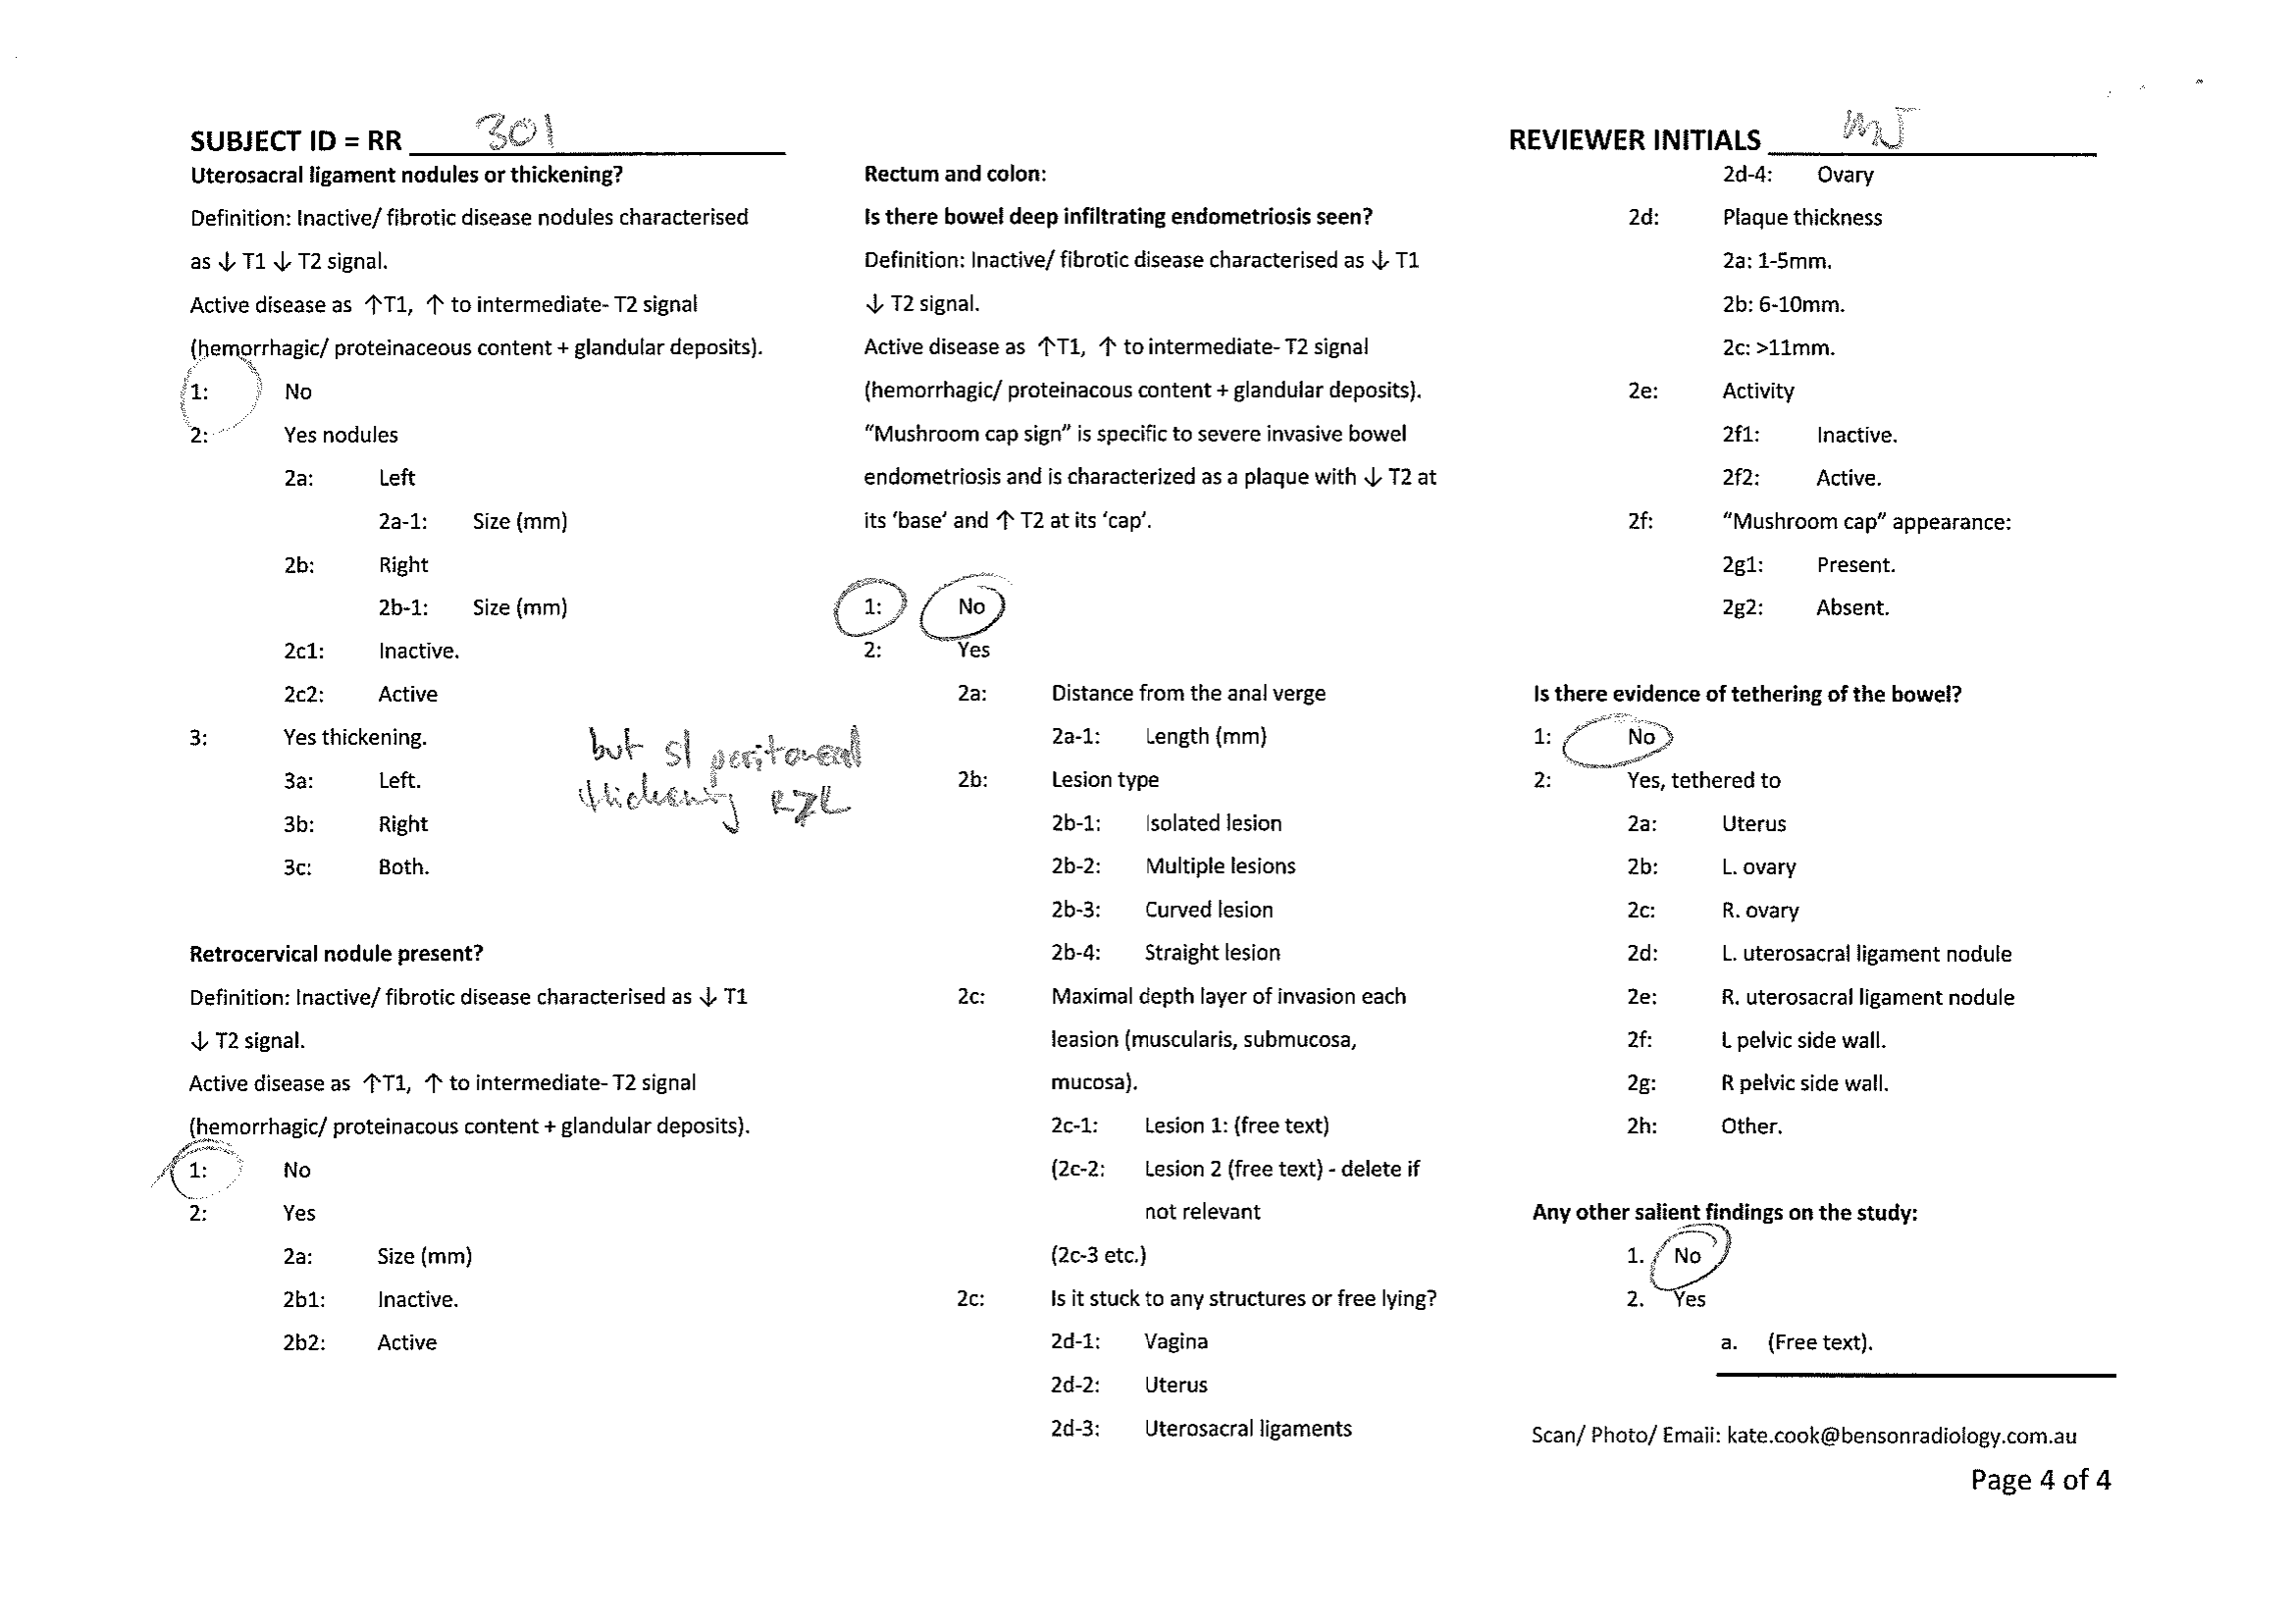 SUBJECT ID = RR 301
Uterosacral ligament nodules or thickening?
Definition: Inactive/ fibrotic disease nodules characterised
as ↓ T1 ↓ T2 signal.
Active disease as ↑T1, ↑ to intermediate- T2 signal
(hemorrhagic/ proteinaceous content + glandular deposits).
1: No
2: Yes nodules
2a: Left
2a-1: Size (mm)
2b: Right
2b-1: Size (mm)
2c1: Inactive.
2c2: Active
3: Yes thickening.
3a: Left.
3b: Right
3c: Both.
but sl peritoneal
thickening R>L
Retrocervical nodule present?
Definition: Inactive/ fibrotic disease characterised as ↓ T1
↓ T2 signal.
Active disease as ↑T1, ↑ to intermediate- T2 signal
(hemorrhagic/ proteinacous content + glandular deposits).
1: No
2: Yes
2a: Size (mm)
2b1: Inactive.
2b2: Active
Rectum and colon:
Is there bowel deep infiltrating endometriosis seen?
Definition: Inactive/ fibrotic disease characterised as ↓ T1
↓ T2 signal.
Active disease as ↑T1, ↑ to intermediate- T2 signal
(hemorrhagic/ proteinacous content + glandular deposits).
“Mushroom cap sign” is specific to severe invasive bowel
endometriosis and is characterized as a plaque with ↓ T2 at
its ‘base’ and ↑ T2 at its ‘cap’.
1: No
2: Yes
2a: Distance from the anal verge
2a-1: Length (mm)
2b: Lesion type
2b-1: Isolated lesion
2b-2: Multiple lesions
2b-3: Curved lesion
2b-4: Straight lesion
2c: Maximal depth layer of invasion each
leasion (muscularis, submucosa,
mucosa).
2c-1: Lesion 1: (free text)
(2c-2: Lesion 2 (free text) - delete if
not relevant
(2c-3 etc.)
2c: Is it stuck to any structures or free lying?
2d-1: Vagina
2d-2: Uterus
2d-3: Uterosacral ligaments
REVIEWER INITIALS
2d-4: Ovary
2d: Plaque thickness
2a: 1-5mm.
2b: 6-10mm.
2c: >11mm.
2e: Activity
2f1: Inactive.
2f2: Active.
2f: “Mushroom cap” appearance:
2g1: Present.
2g2: Absent.
Is there evidence of tethering of the bowel?
1: No
2: Yes, tethered to
2a: Uterus
2b: L. ovary
2c: R. ovary
2d: L. uterosacral ligament nodule
2e: R. uterosacral ligament nodule
2f: L pelvic side wall.
2g: R pelvic side wall.
2h: Other.
Any other salient findings on the study:
1. No
2. Yes
a. (Free text).
Scan/ Photo/ Email: kate.cook@bensonradiology.com.au
Page 4 of 4